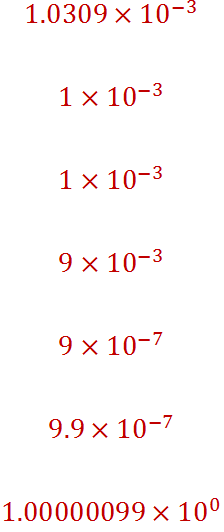 1.0309 × 10⁻³
1 × 10⁻³
1 × 10⁻³
9 × 10⁻³
9 × 10⁻⁷
9.9 × 10⁻⁷
1.00000099 × 10⁰